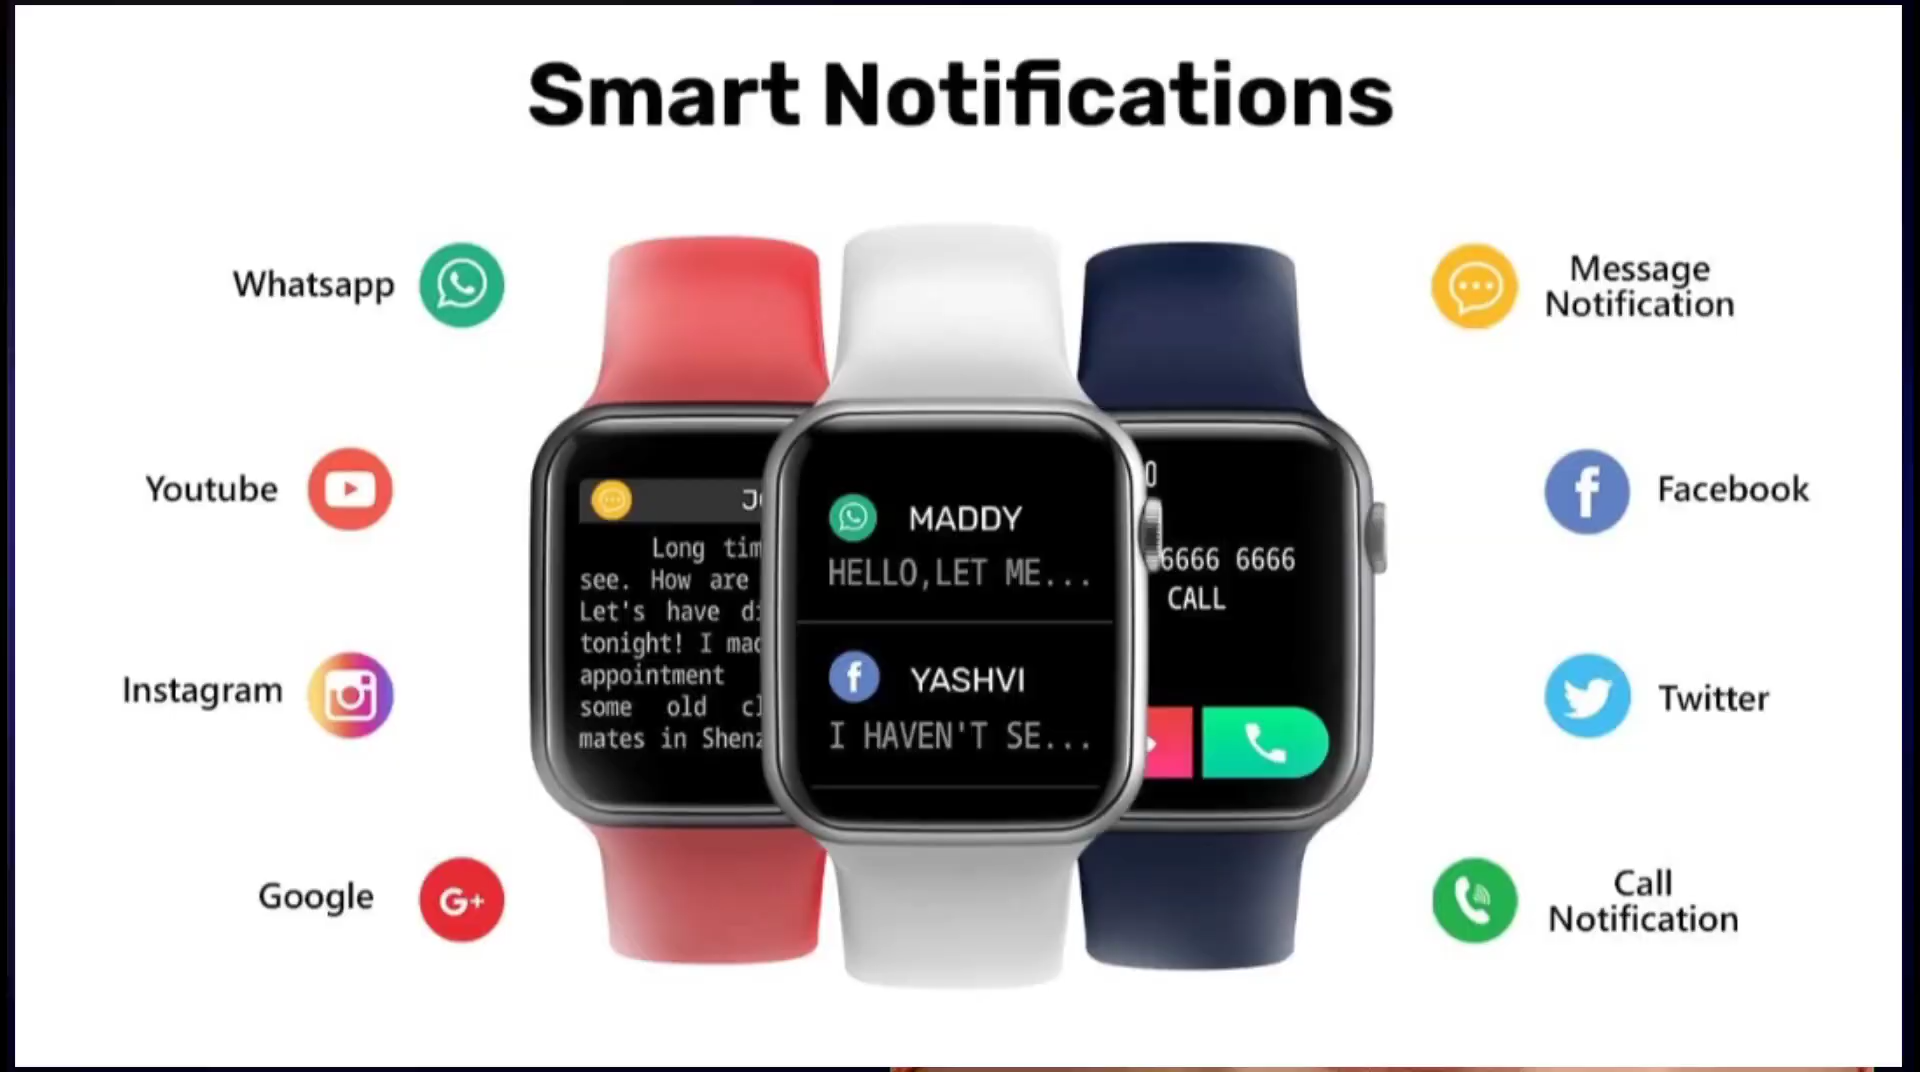 Smart Notifications
Whatsapp
Youtube
Instagram
Google
G+
Long
see. How are
Let's have
tonight! I
appointment
some old
mates in
MADDY
HELLO,LET ME...
f
YASHVI
I HAVEN'T SE...
6666 6666
CALL
Message
Notification
f
Facebook
Twitter
Call
Notification